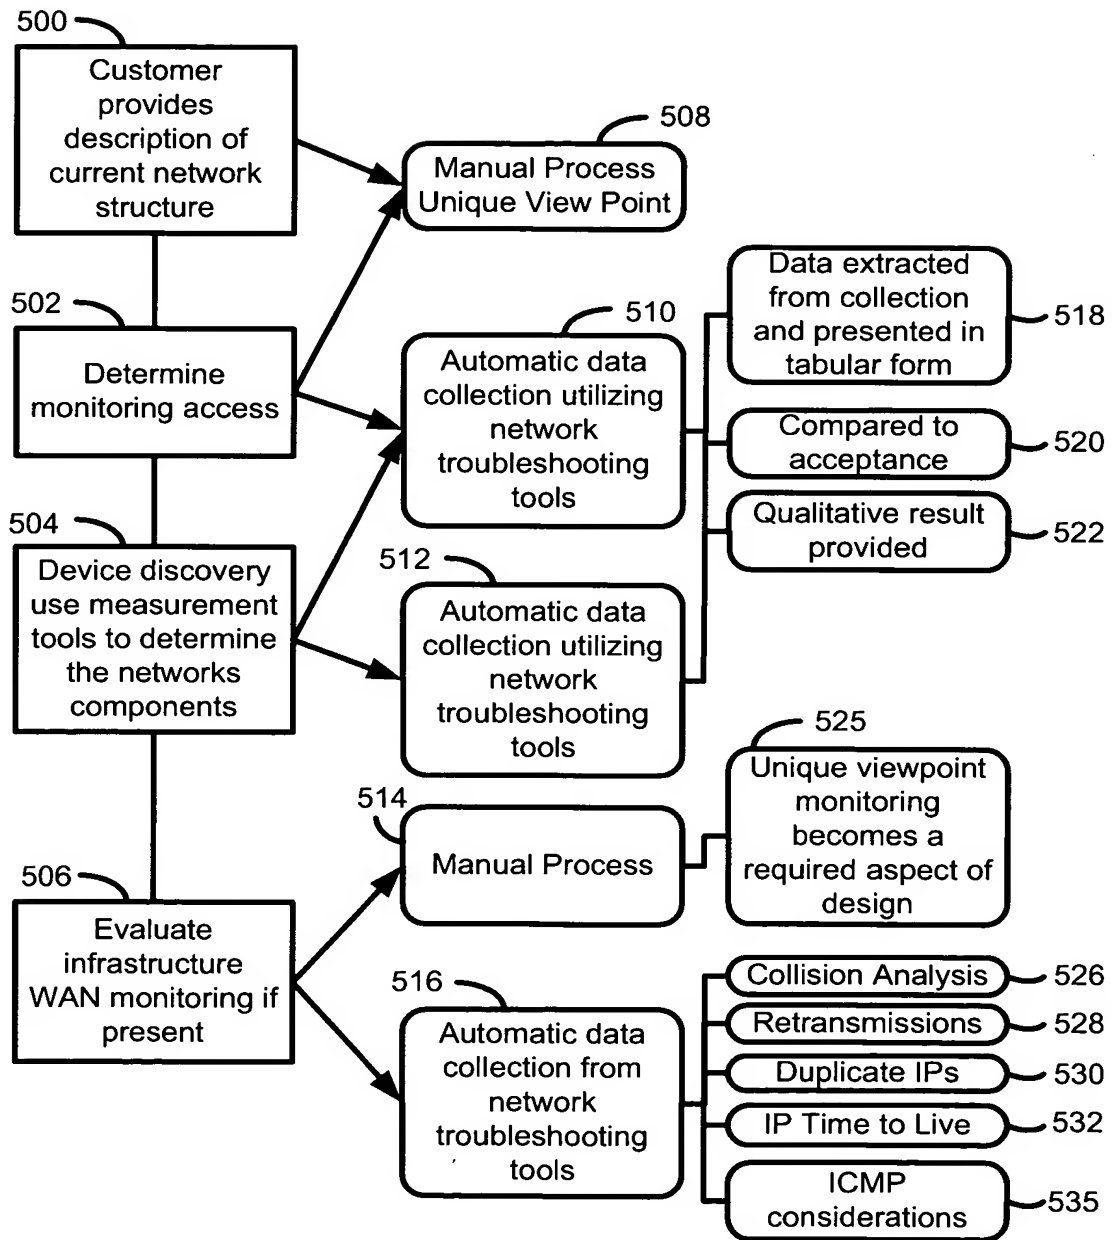 500
Customer
provides
description of
current network
structure
508
Manual Process
Unique View Point
502
Determine
monitoring access
510
Automatic data
collection utilizing
network
troubleshooting
tools
Data extracted
from collection
and presented in
tabular form
518
Compared to
acceptance
520
Qualitative result
provided
522
504
Device discovery
use measurement
tools to determine
the networks
components
512
Automatic data
collection utilizing
network
troubleshooting
tools
514
Manual Process
525
Unique viewpoint
monitoring
becomes a
required aspect of
design
506
Evaluate
infrastructure
WAN monitoring if
present
516
Automatic data
collection from
network
troubleshooting
tools
Collision Analysis
526
Retransmissions
528
Duplicate IPs
530
IP Time to Live
532
ICMP
considerations
535